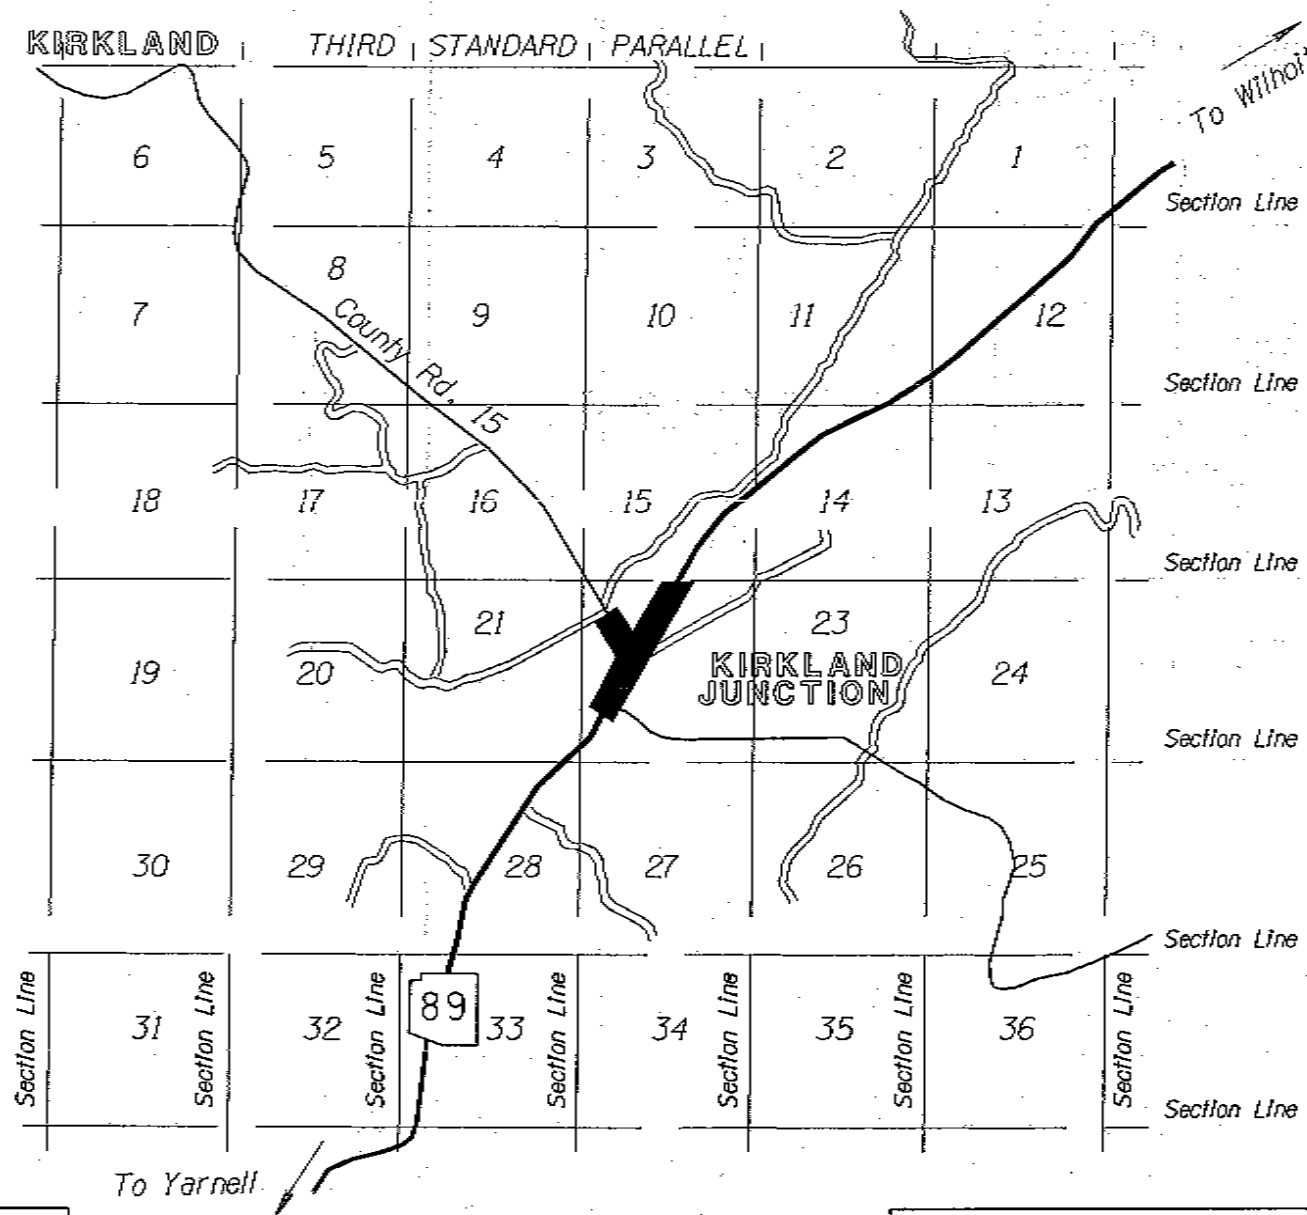 KIRKLAND THIRD STANDARD PARALLEL
To Wilhoit
6 5 4 3 2 1
Section Line
8
7 9 10 11 12
County Rd. 15
Section Line
18 17 16 15 14 13
Section Line
21 23
19 20 24
KIRKLAND
JUNCTION
Section Line
30 29 28 27 26 25
Section Line
Section Line
Section Line
Section Line
Section Line
Section Line
Section Line
Section Line
89
31 32 33 34 35 36
Section Line
To Yarnell